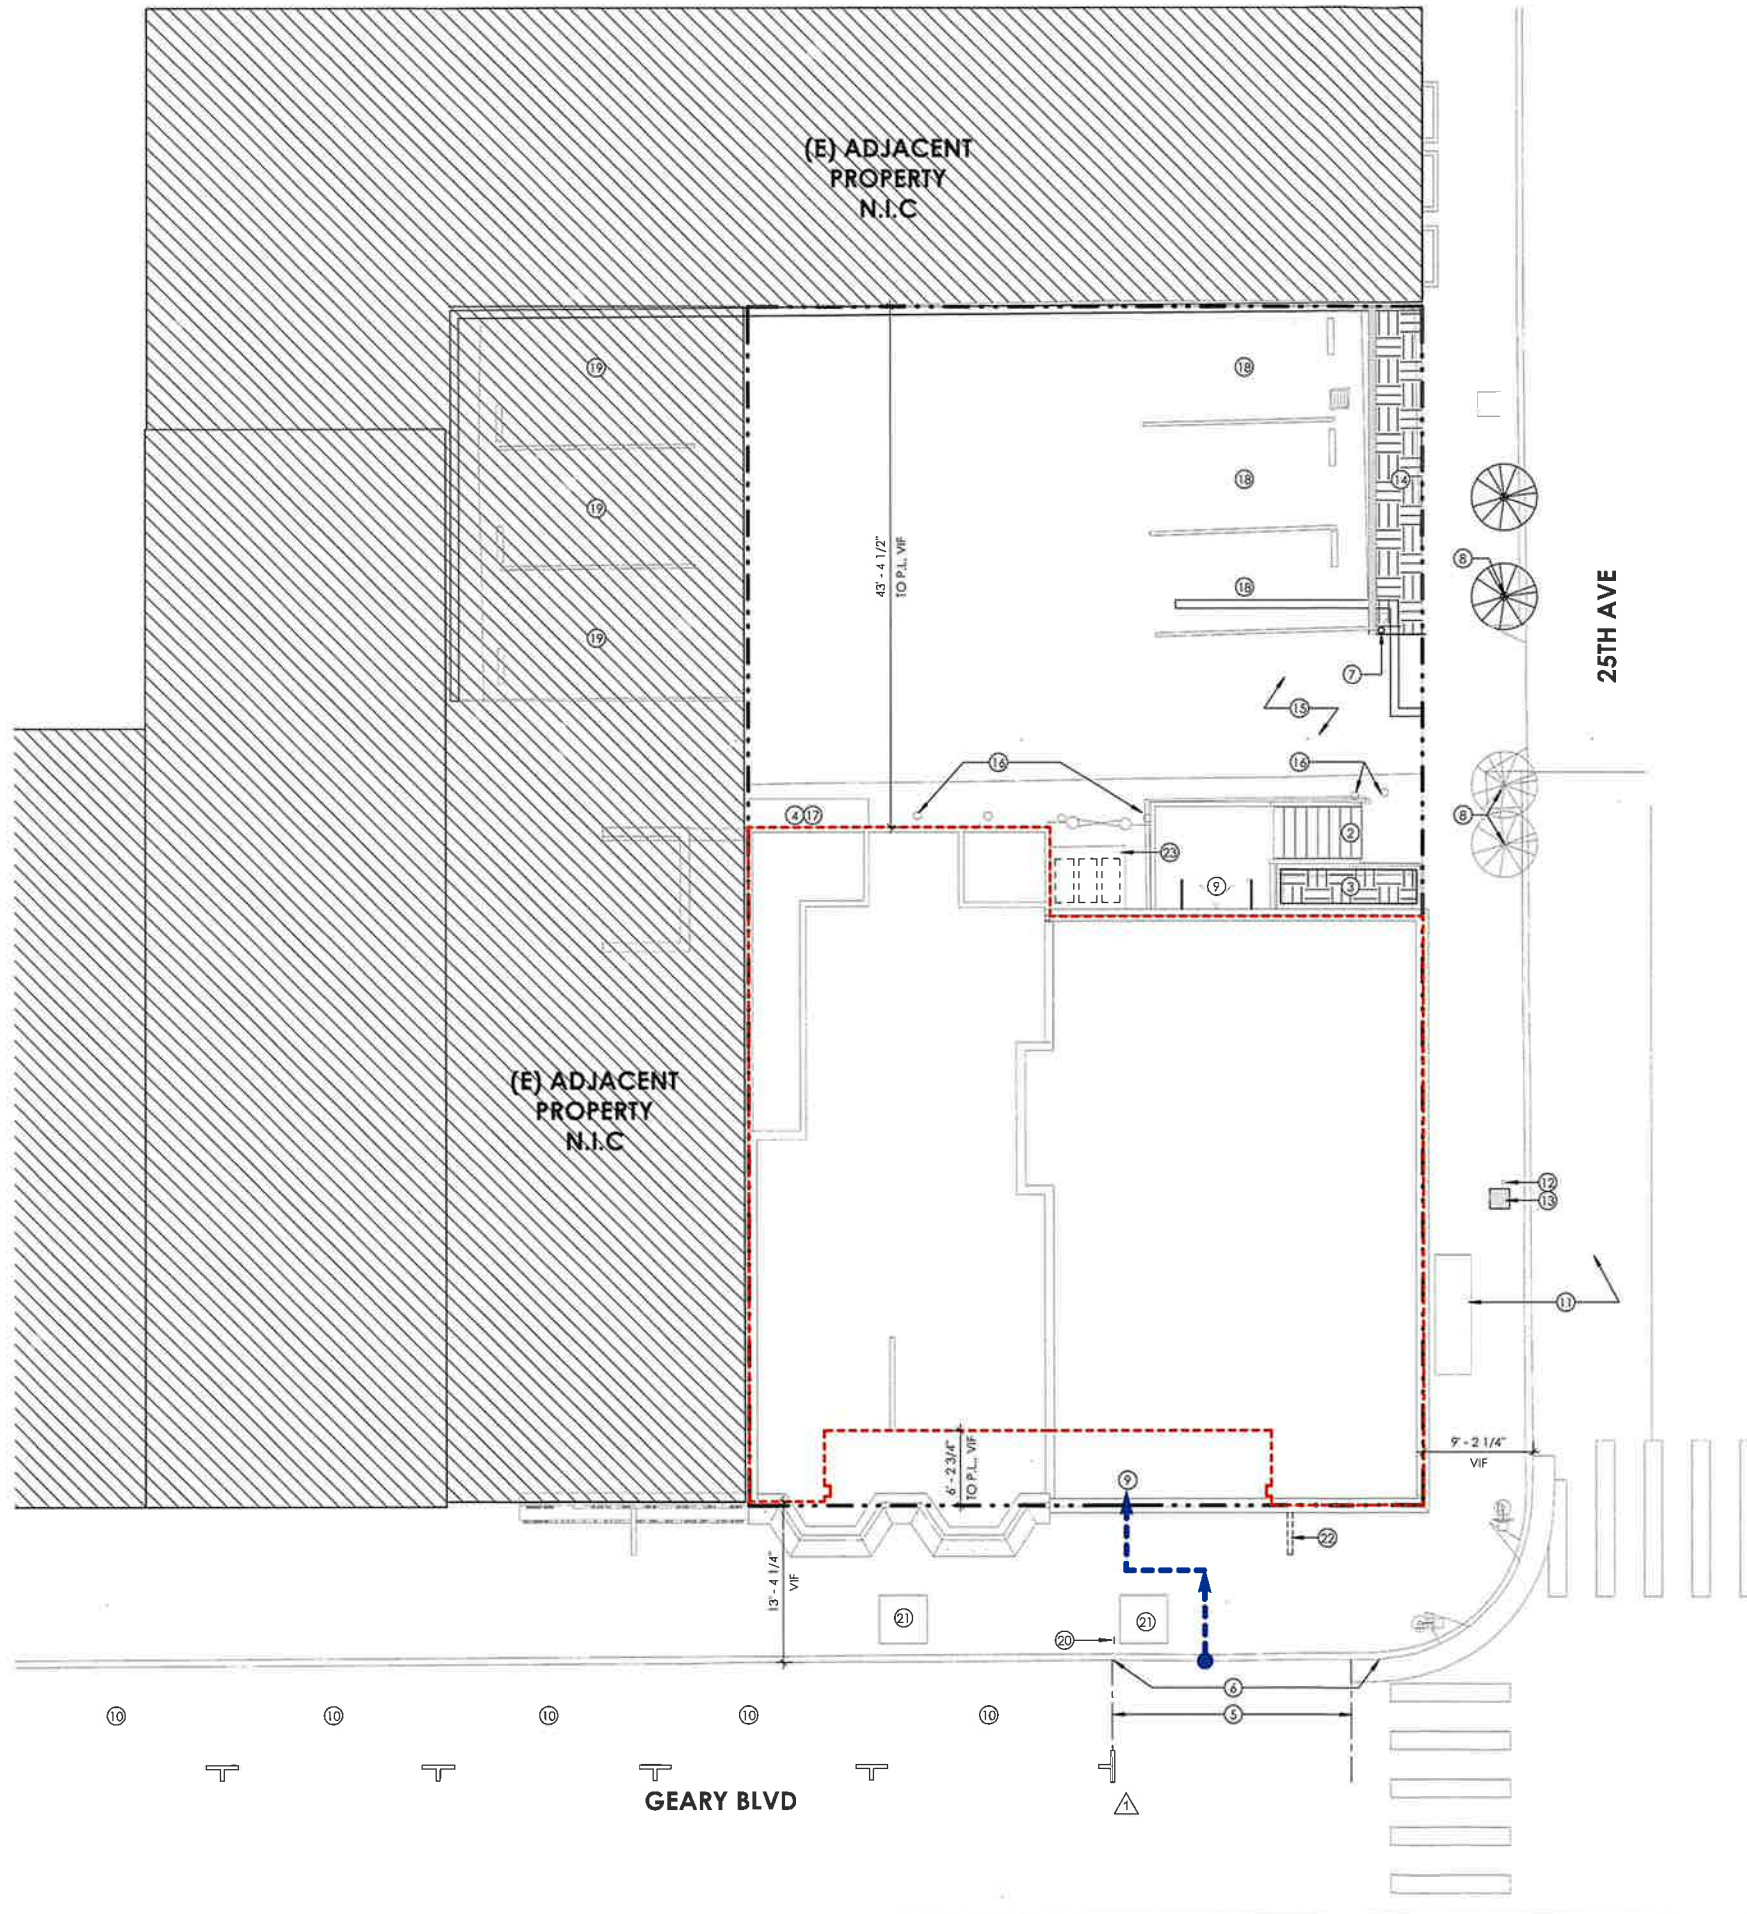 (E) ADJACENT
PROPERTY
N.I.C
19
18
19
18
14
8
43' - 4 1/2"
TO P.L, VIF
18
25TH AVE
19
7
15
16
16
4 17
8
2
23
9
3
(E) ADJACENT
PROPERTY
N.I.C
12
13
11
9' - 2 1/4"
VIF
6' - 2 3/4"
TO P.L., VIF
9
22
13' - 4 1/4"
VIF
21
21
20
6
5
10
10
10
10
10
GEARY BLVD
1